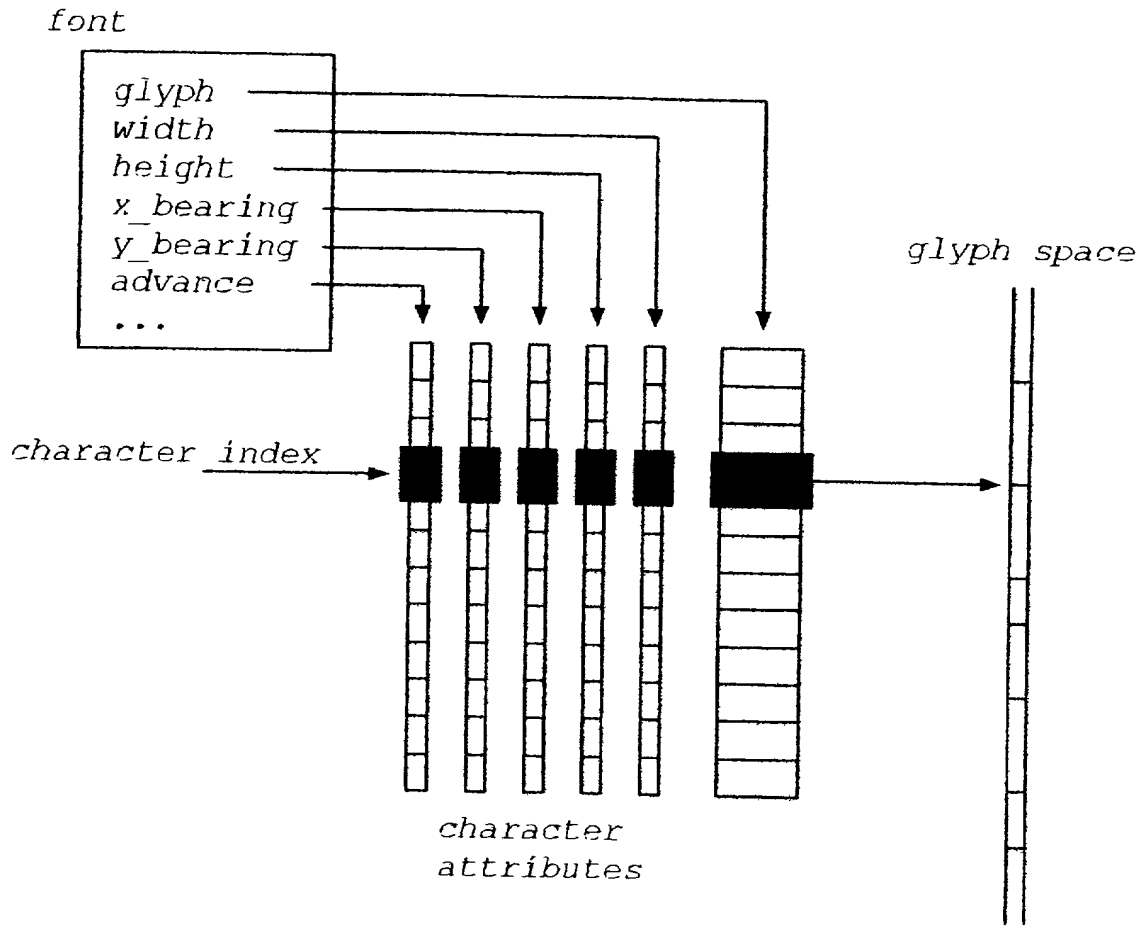 font
glyph
width
height
x_bearing
y_bearing
advance
...
glyph space
character index
character
attributes